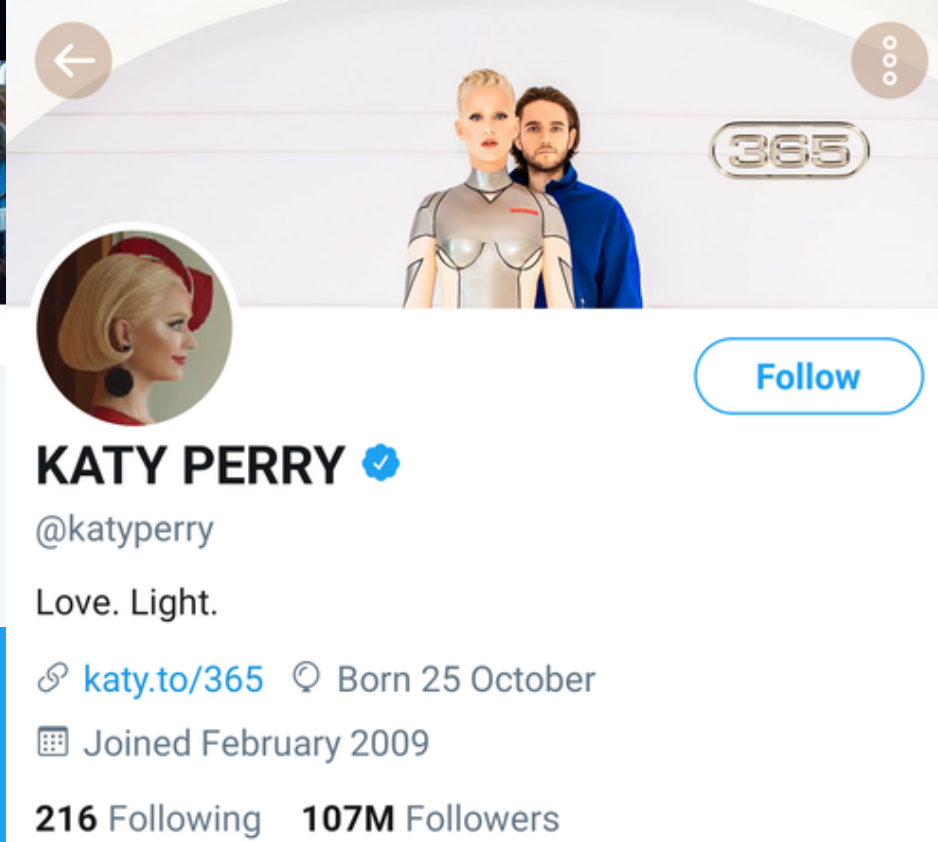 365
Follow
KATY PERRY
@katyperry
Love. Light.
katy.to/365 Born 25 October
Joined February 2009
216 Following 107M Followers